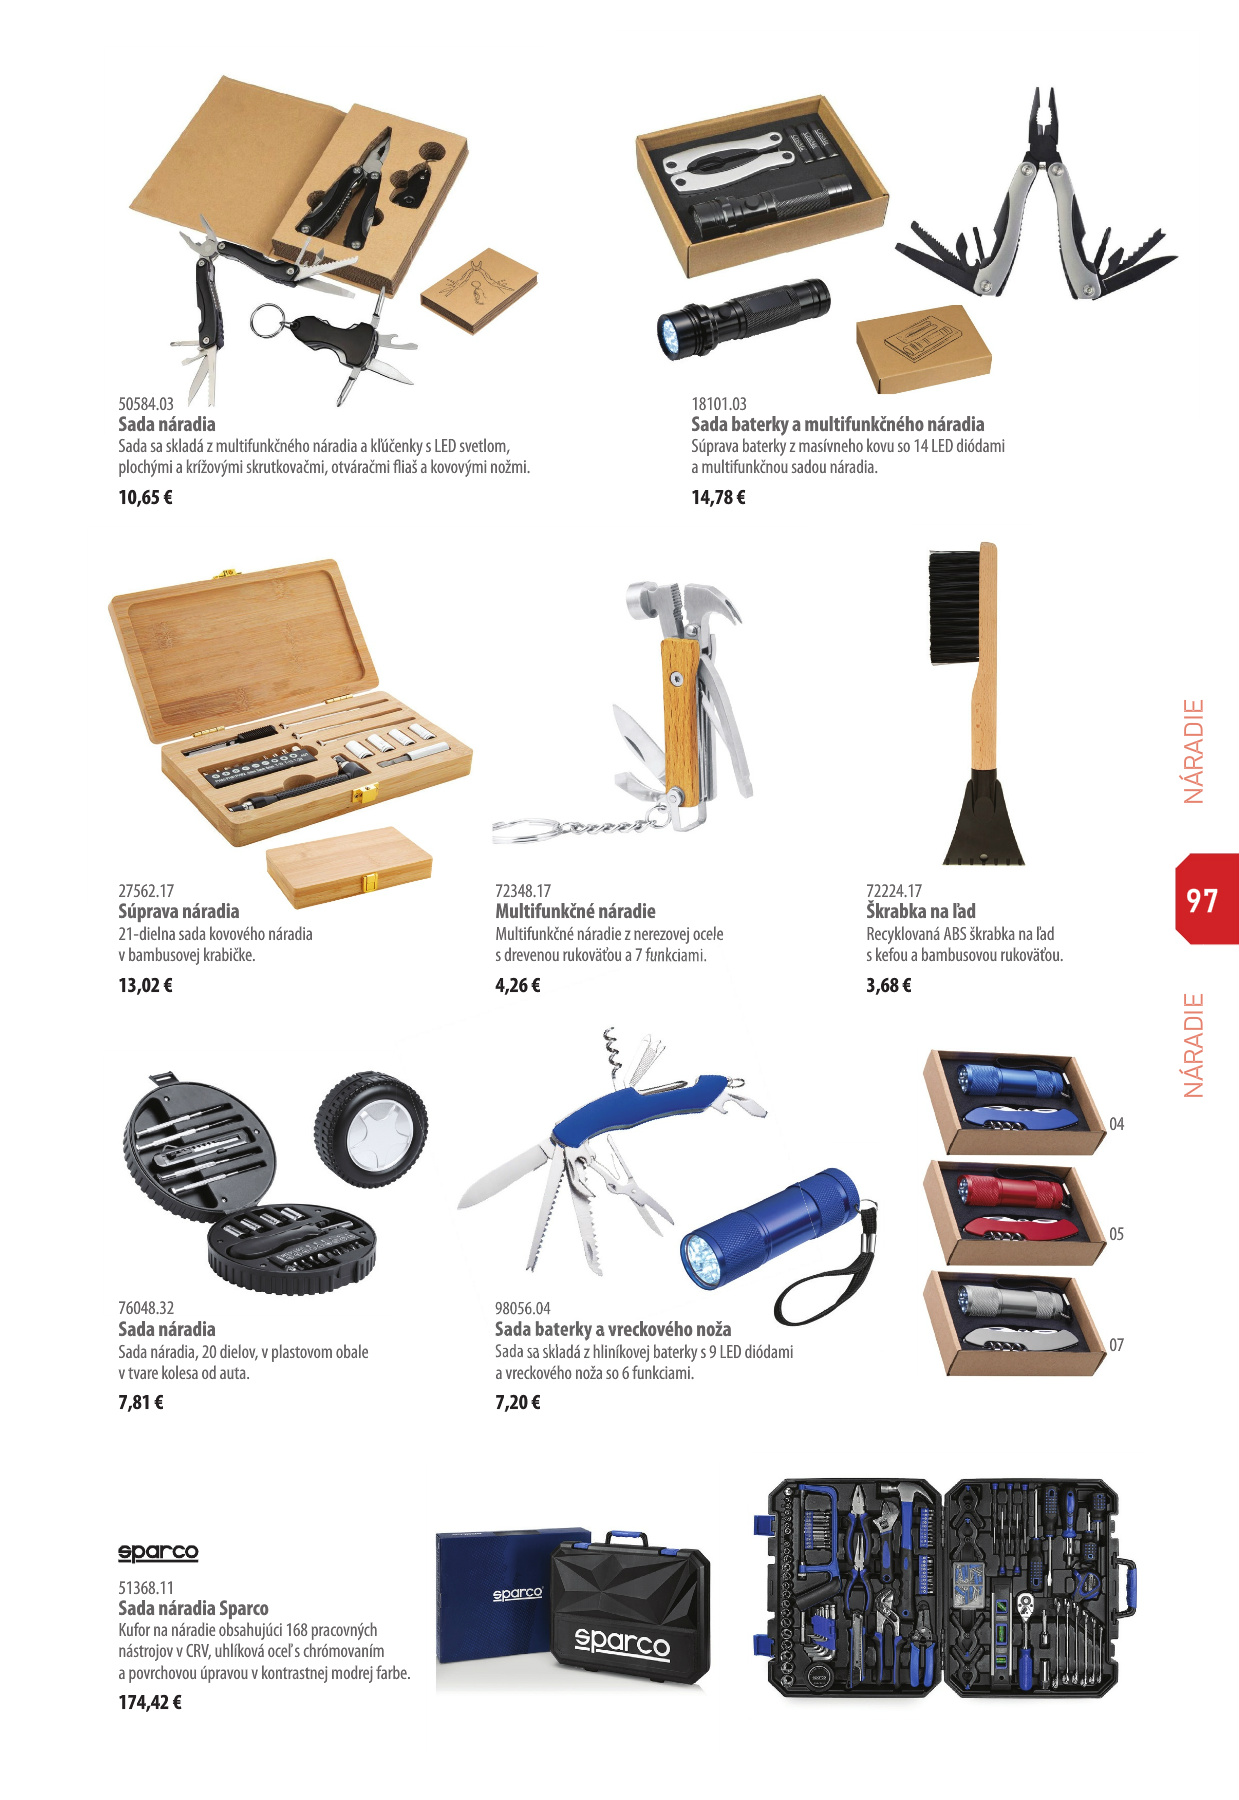 50584.03
Sada náradia
Sada sa skladá z multifunkčného náradia a kľúčenky s LED svetlom,
plochými a krížovými skrutkovačmi, otváračmi fliaš a kovovými nožmi.
10,65 €
18101.03
Sada baterky a multifunkčného náradia
Súprava baterky z masívneho kovu so 14 LED diódami
a multifunkčnou sadou náradia.
14,78 €
27562.17
Súprava náradia
21-dielna sada kovového náradia
v bambusovej krabičke.
13,02 €
72348.17
Multifunkčné náradie
Multifunkčné náradie z nerezovej ocele
s drevenou rukoväťou a 7 funkciami.
4,26 €
72224.17
Škrabka na ľad
Recyklovaná ABS škrabka na ľad
s kefou a bambusovou rukoväťou.
3,68 €
NÁRADIE
97
NÁRADIE
76048.32
Sada náradia
Sada náradia, 20 dielov, v plastovom obale
v tvare kolesa od auta.
7,81 €
98056.04
Sada baterky a vreckového noža
Sada sa skladá z hliníkovej baterky s 9 LED diódami
a vreckového noža so 6 funkciami.
7,20 €
04
05
07
sparco
51368.11
Sada náradia Sparco
Kufor na náradie obsahujúci 168 pracovných
nástrojov v CRV, uhlíková oceľ s chrómovaním
a povrchovou úpravou v kontrastnej modrej farbe.
174,42 €
sparco
sparco